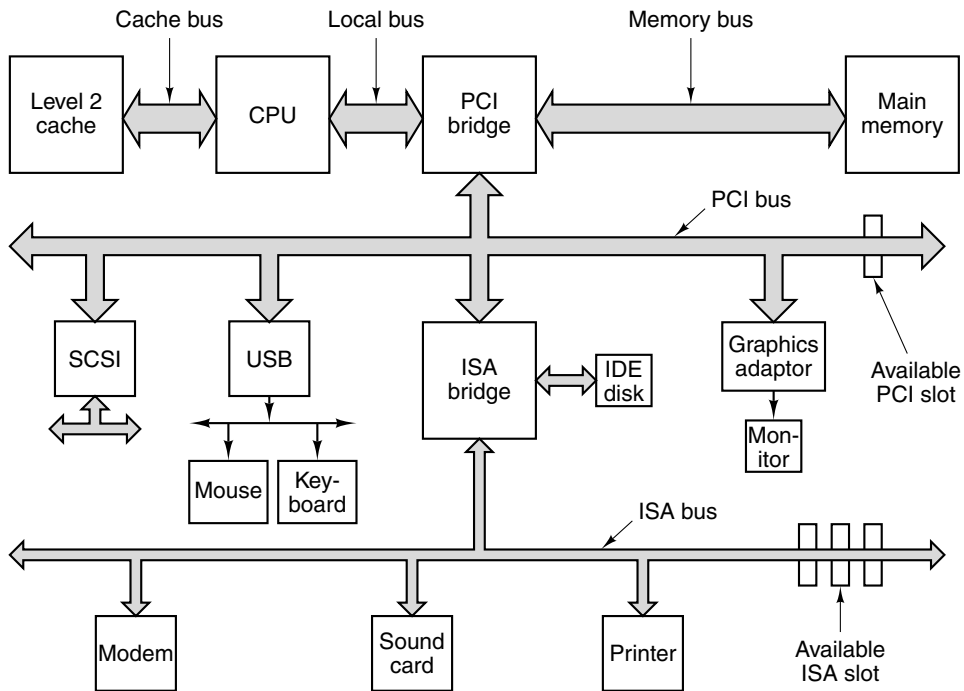 Cache bus
Local bus
Memory bus
Level 2
cache
CPU
PCI
bridge
Main
memory
PCI bus
SCSI
USB
ISA
bridge
IDE
disk
Graphics
adaptor
Available
PCI slot
Mon-
itor
Mouse
Key-
board
ISA bus
Modem
Sound
card
Printer
Available
ISA slot